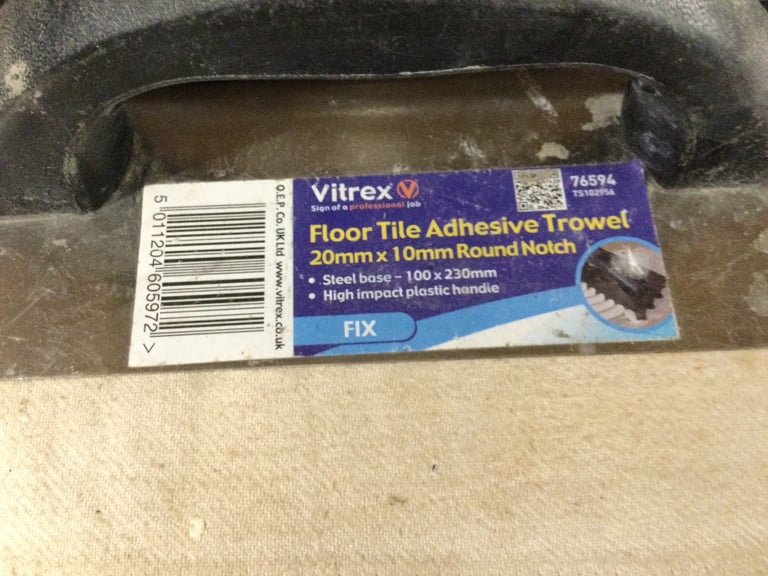 Vitrex
Sign of a professional job
76594
TS102956
Floor Tile Adhesive Trowel
20mm x 10mm Round Notch
• Steel base – 100 x 230mm
• High impact plastic handle
FIX
Q.E.P. Co. UK Ltd www.vitrex.co.uk
5 011204 605972 >